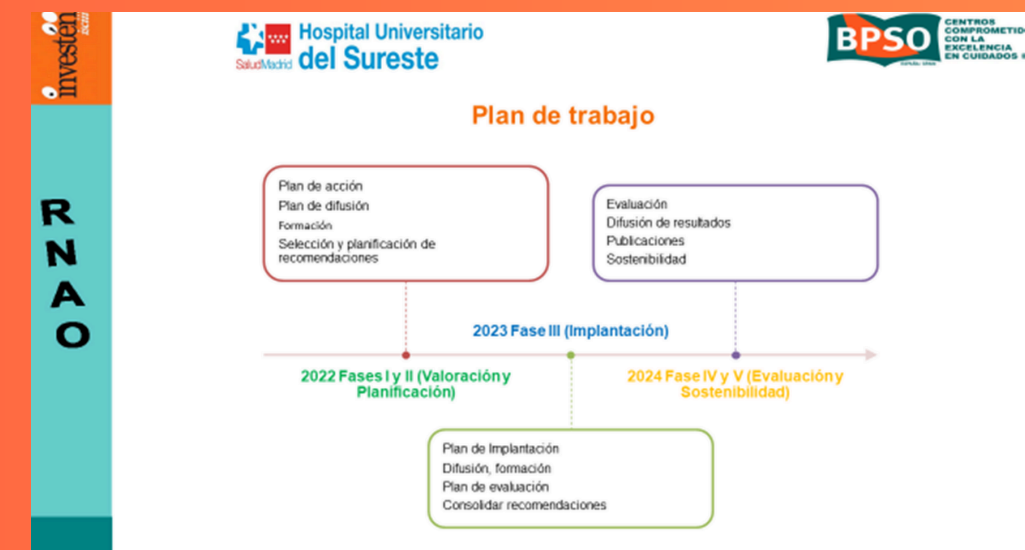 investen
isciii
Hospital Universitario
del Sureste
SaludMadrid
BPSO
CENTROS
COMPROMETIDO
CON LA
EXCELENCIA
EN CUIDADOS
Plan de trabajo
RNAO
Plan de acción
Plan de difusión
Formación
Selección y planificación de
recomendaciones
Evaluación
Difusión de resultados
Publicaciones
Sostenibilidad
2023 Fase III (Implantación)
2022 Fases I y II (Valoración y
Planificación)
2024 Fase IV y V (Evaluación y
Sostenibilidad)
Plan de Implantación
Difusión, formación
Plan de evaluación
Consolidar recomendaciones